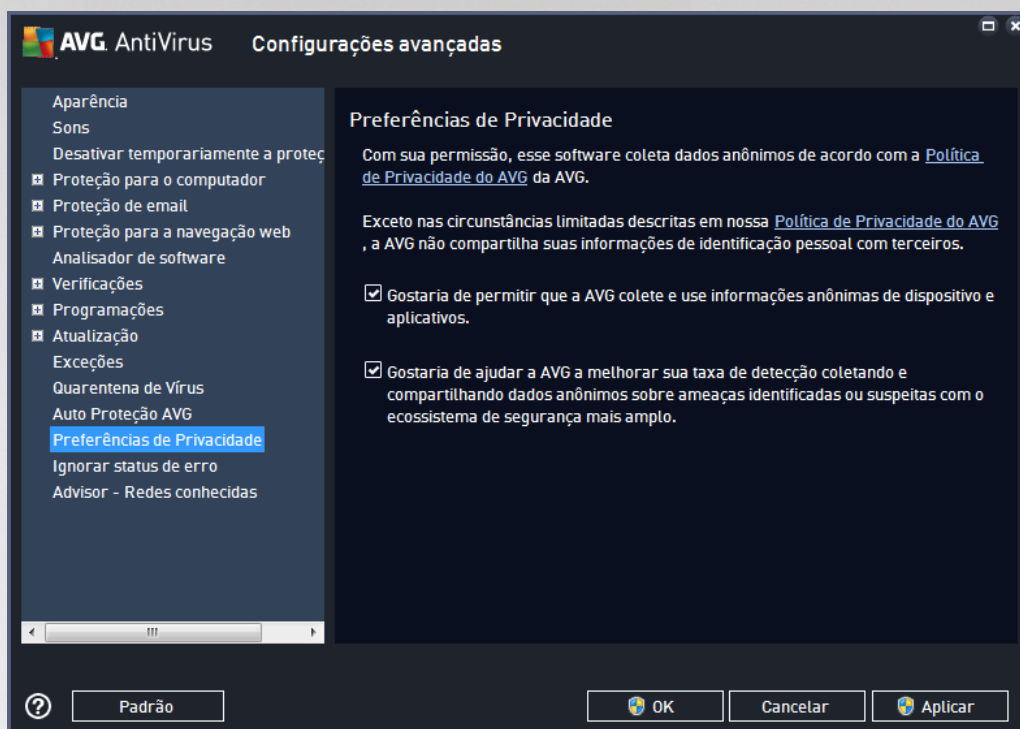 AVG. AntiVirus
Configurações avançadas
Aparência
Sons
Desativar temporariamente a proteç
Proteção para o computador
Proteção de email
Proteção para a navegação web
Analisador de software
Verificações
Programações
Atualização
Exceções
Quarentena de Vírus
Auto Proteção AVG
Preferências de Privacidade
Ignorar status de erro
Advisor - Redes conhecidas
Preferências de Privacidade
Com sua permissão, esse software coleta dados anônimos de acordo com a Política
de Privacidade do AVG da AVG.
Exceto nas circunstâncias limitadas descritas em nossa Política de Privacidade do AVG
, a AVG não compartilha suas informações de identificação pessoal com terceiros.
Gostaria de permitir que a AVG colete e use informações anônimas de dispositivo e
aplicativos.
Gostaria de ajudar a AVG a melhorar sua taxa de detecção coletando e
compartilhando dados anônimos sobre ameaças identificadas ou suspeitas com o
ecossistema de segurança mais amplo.
Padrão
OK
Cancelar
Aplicar